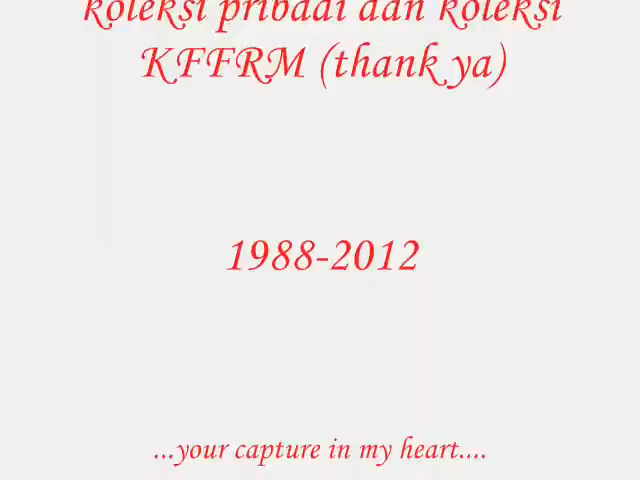 koleksi pribadi dan koleksi
KFFRM (thank ya)
1988-2012
...your capture in my heart....